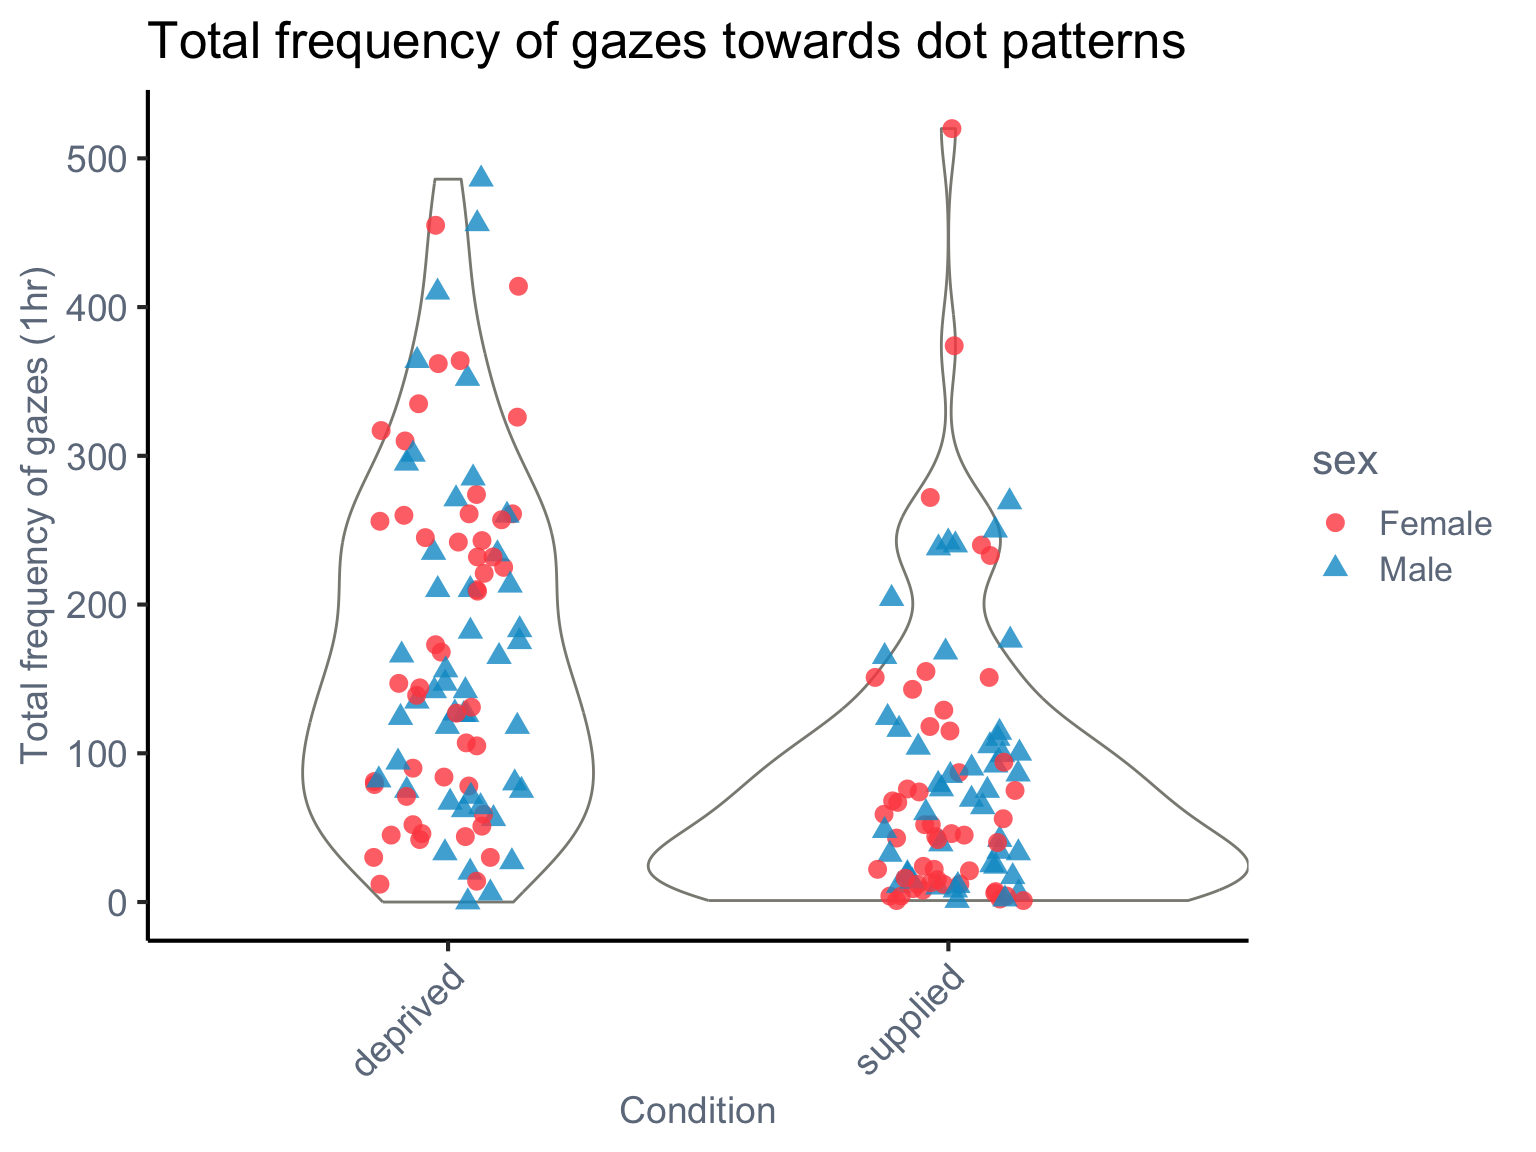 Total frequency of gazes towards dot patterns
Total frequency of gazes (1hr)
500
400
300
200
100
0
deprived
supplied
Condition
sex
Female
Male